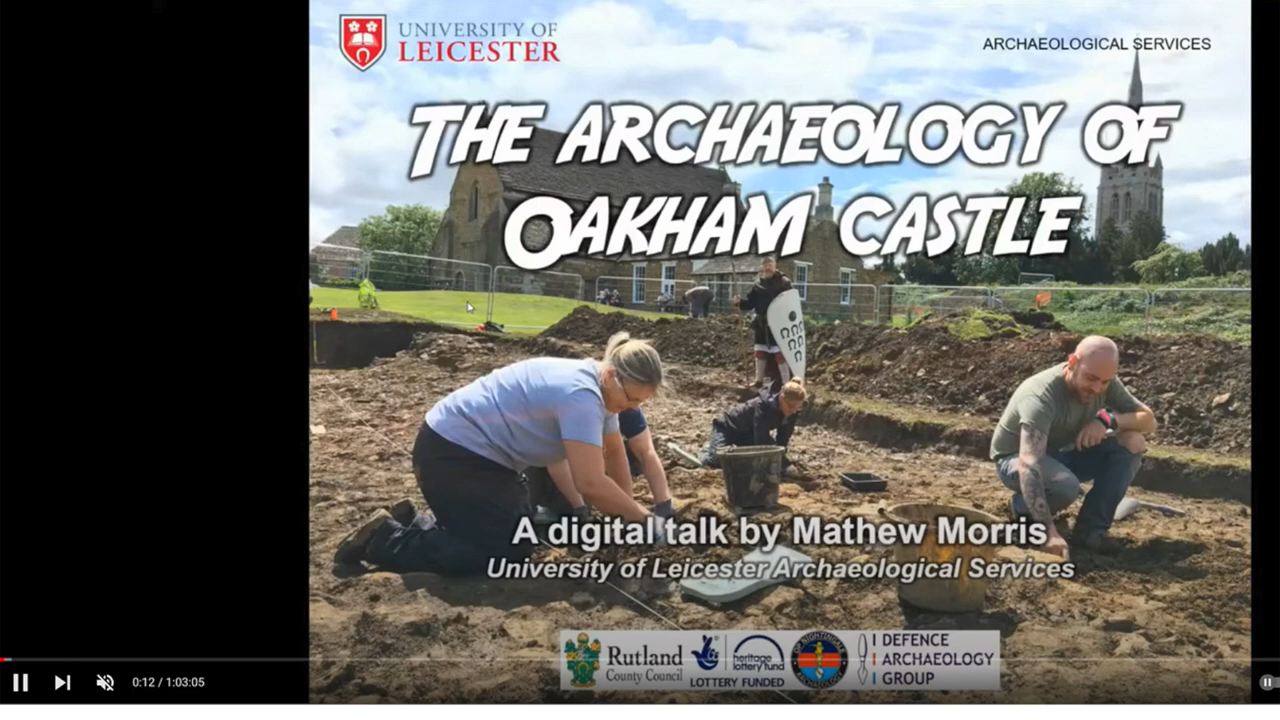 UNIVERSITY OF
LEICESTER
ARCHAEOLOGICAL SERVICES
THE ARCHAEOLOGY OF
OAKHAM CASTLE
A digital talk by Mathew Morris
University of Leicester Archaeological Services
Rutland
County Council
heritage
lottery fund
LOTTERY FUNDED
DEFENCE
ARCHAEOLOGY
GROUP
0:12 / 1:03:05